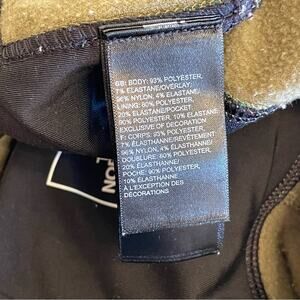 GB: BODY: 93% POLYESTER,
7% ELASTANE/OVERLAY:
96% NYLON, 4% ELASTANE,
LINING: 80% POLYESTER,
20% ELASTANE/POCKET:
90% POLYESTER, 10% ELASTANE
EXCLUSIVE OF DECORATION
F: CORPS: 93% POLYESTER,
7% ÉLASTHANNE/REVÊTEMENT:
96% NYLON, 4% ÉLASTHANNE
DOUBLURE: 80% POLYESTER,
20% ÉLASTHANNE/
POCHE: 90% POLYESTER,
10% ÉLASTHANNE
À L'EXCEPTION DES
DÉCORATIONS